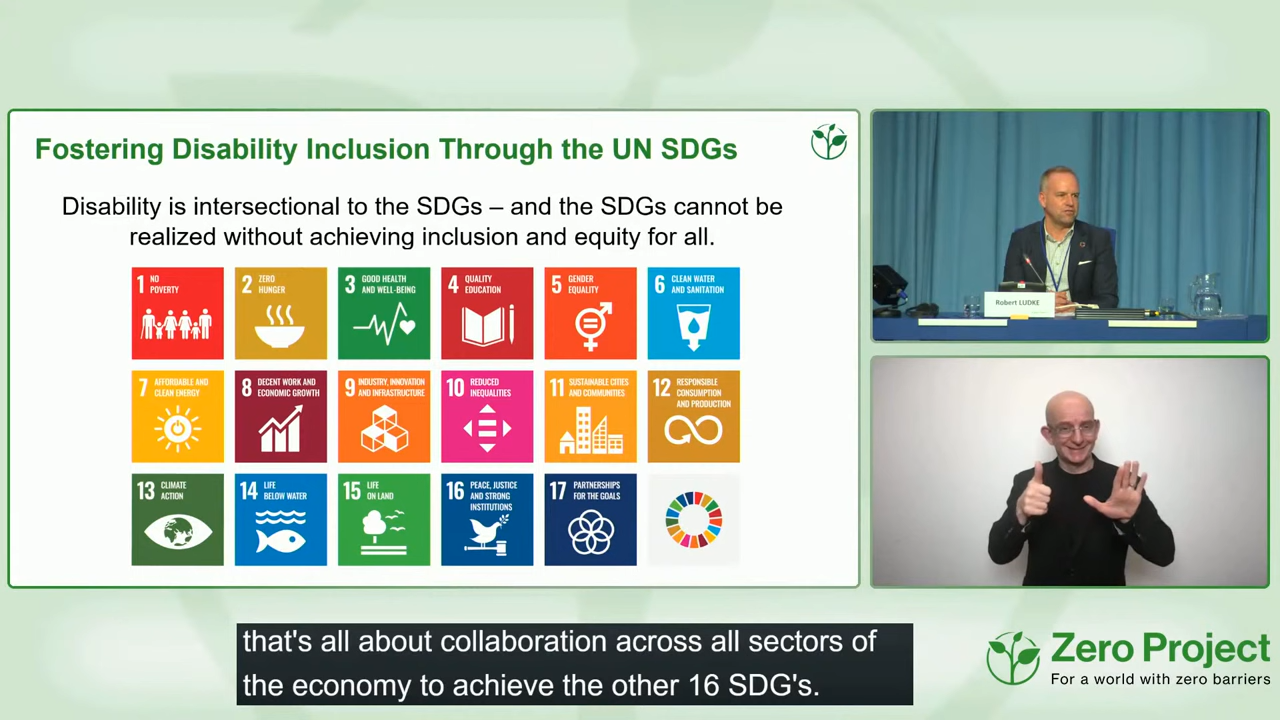 Fostering Disability Inclusion Through the UN SDGs
Disability is intersectional to the SDGs – and the SDGs cannot be
realized without achieving inclusion and equity for all.
1 NO
POVERTY
2 ZERO
HUNGER
3 GOOD HEALTH
AND WELL-BEING
4 QUALITY
EDUCATION
5 GENDER
EQUALITY
6 CLEAN WATER
AND SANITATION
7 AFFORDABLE AND
CLEAN ENERGY
8 DECENT WORK AND
ECONOMIC GROWTH
9 INDUSTRY, INNOVATION
AND INFRASTRUCTURE
10 REDUCED
INEQUALITIES
11 SUSTAINABLE CITIES
AND COMMUNITIES
12 RESPONSIBLE
CONSUMPTION
AND PRODUCTION
13 CLIMATE
ACTION
14 LIFE
BELOW WATER
15 LIFE
ON LAND
16 PEACE, JUSTICE
AND STRONG
INSTITUTIONS
17 PARTNERSHIPS
FOR THE GOALS
Robert LUDKE
that's all about collaboration across all sectors of
the economy to achieve the other 16 SDG's.
Zero Project
For a world with zero barriers